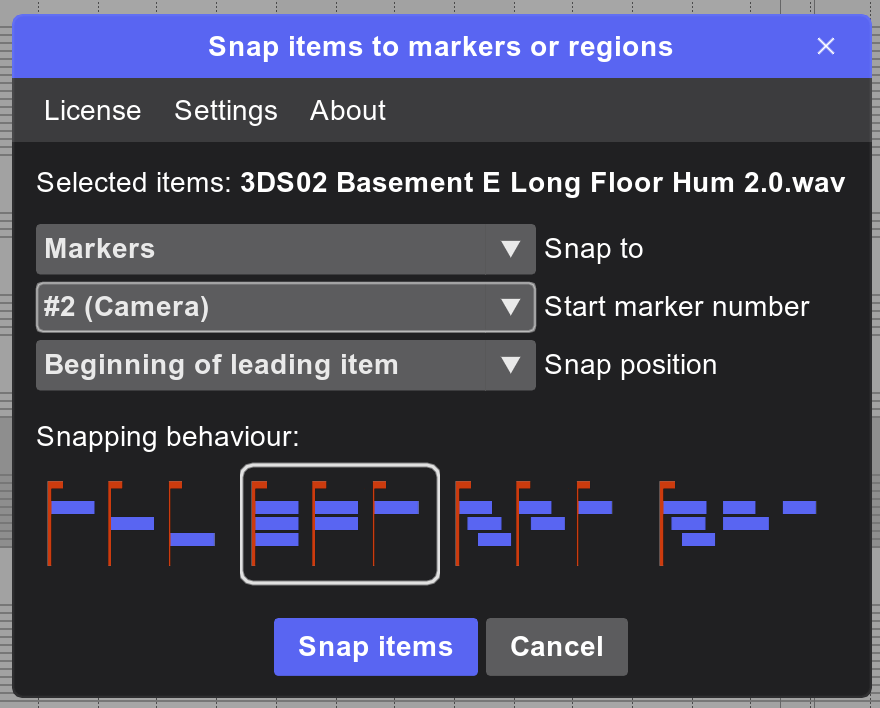 Snap items to markers or regions
License Settings About
Selected items: 3DS02 Basement E Long Floor Hum 2.0.wav
Markers Snap to
#2 (Camera) Start marker number
Beginning of leading item Snap position
Snapping behaviour:
Snap items Cancel